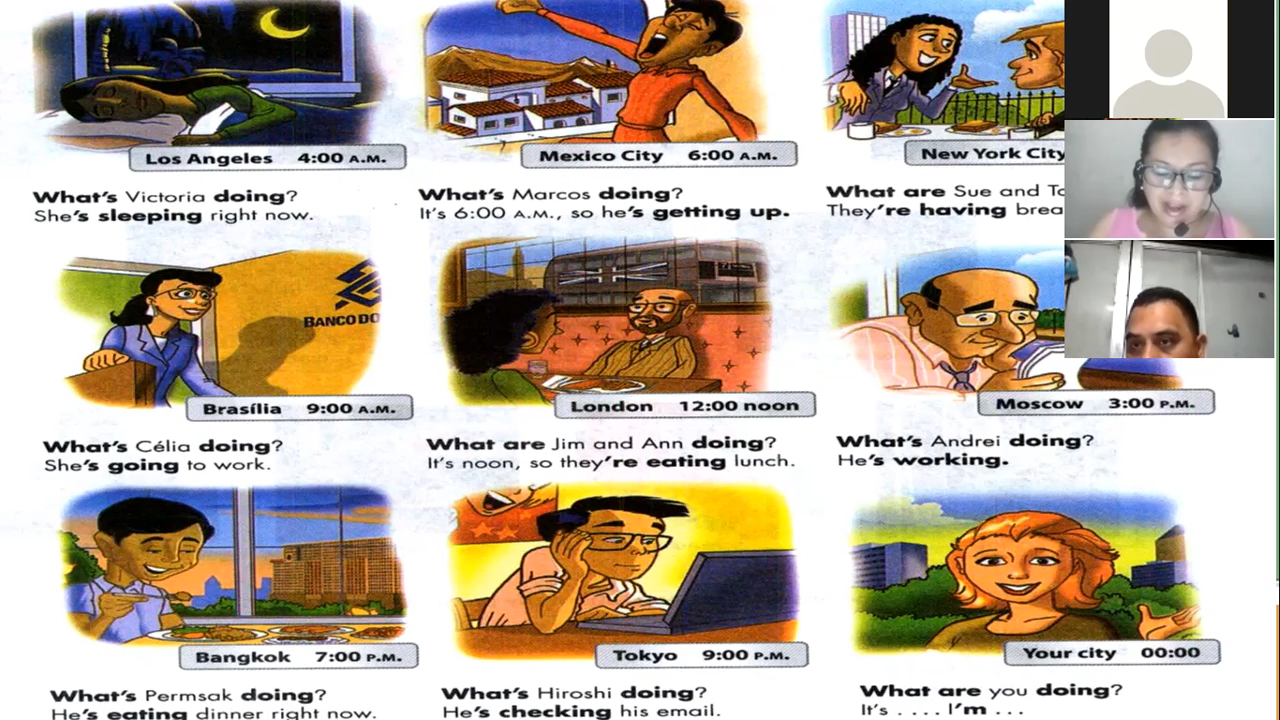 Los Angeles 4:00 A.M.
Mexico City 6:00 A.M.
New York City
What's Victoria doing?
She's sleeping right now.
What's Marcos doing?
It's 6:00 A.M., so he's getting up.
What are Sue and
They're having
BANCO DO
Brasília 9:00 A.M.
London 12:00 noon
Moscow 3:00 P.M.
What's Célia doing?
She's going to work.
What are Jim and Ann doing?
It's noon, so they're eating lunch.
What's Andrei doing?
He's working.
Bangkok 7:00 P.M.
Tokyo 9:00 P.M.
Your city 00:00
What's Permsak doing?
He's eating dinner right now.
What's Hiroshi doing?
He's checking his email.
What are you doing?
It's .... I'm ...